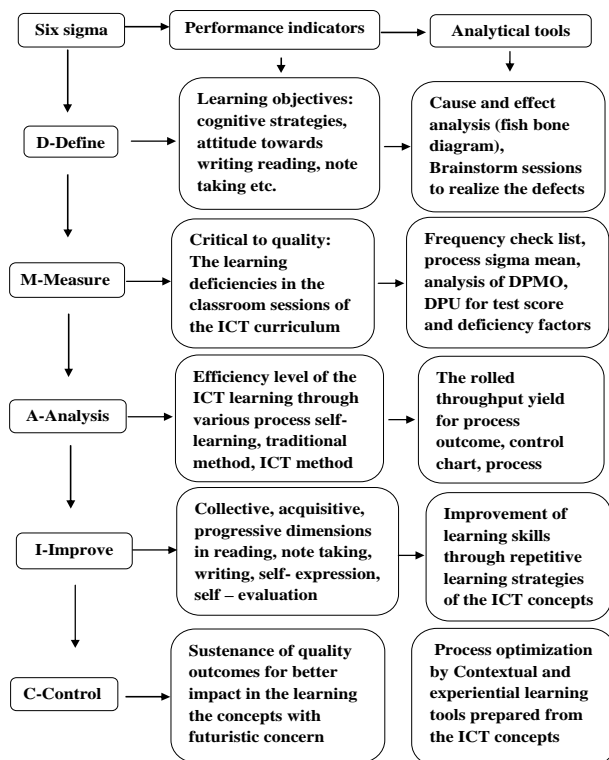 Six sigma
Performance indicators
Analytical tools
D-Define
Learning objectives:
cognitive strategies,
attitude towards
writing reading, note
taking etc.
Cause and effect
analysis (fish bone
diagram),
Brainstorm sessions
to realize the defects
M-Measure
Critical to quality:
The learning
deficiencies in the
classroom sessions of
the ICT curriculum
Frequency check list,
process sigma mean,
analysis of DPMO,
DPU for test score
and deficiency factors
A-Analysis
Efficiency level of the
ICT learning through
various process self-
learning, traditional
method, ICT method
The rolled
throughput yield
for process
outcome, control
chart, process
I-Improve
Collective, acquisitive,
progressive dimensions
in reading, note taking,
writing, self- expression,
self – evaluation
Improvement of
learning skills
through repetitive
learning strategies
of the ICT concepts
C-Control
Sustenance of quality
outcomes for better
impact in the learning
the concepts with
futuristic concern
Process optimization
by Contextual and
experiential learning
tools prepared from
the ICT concepts